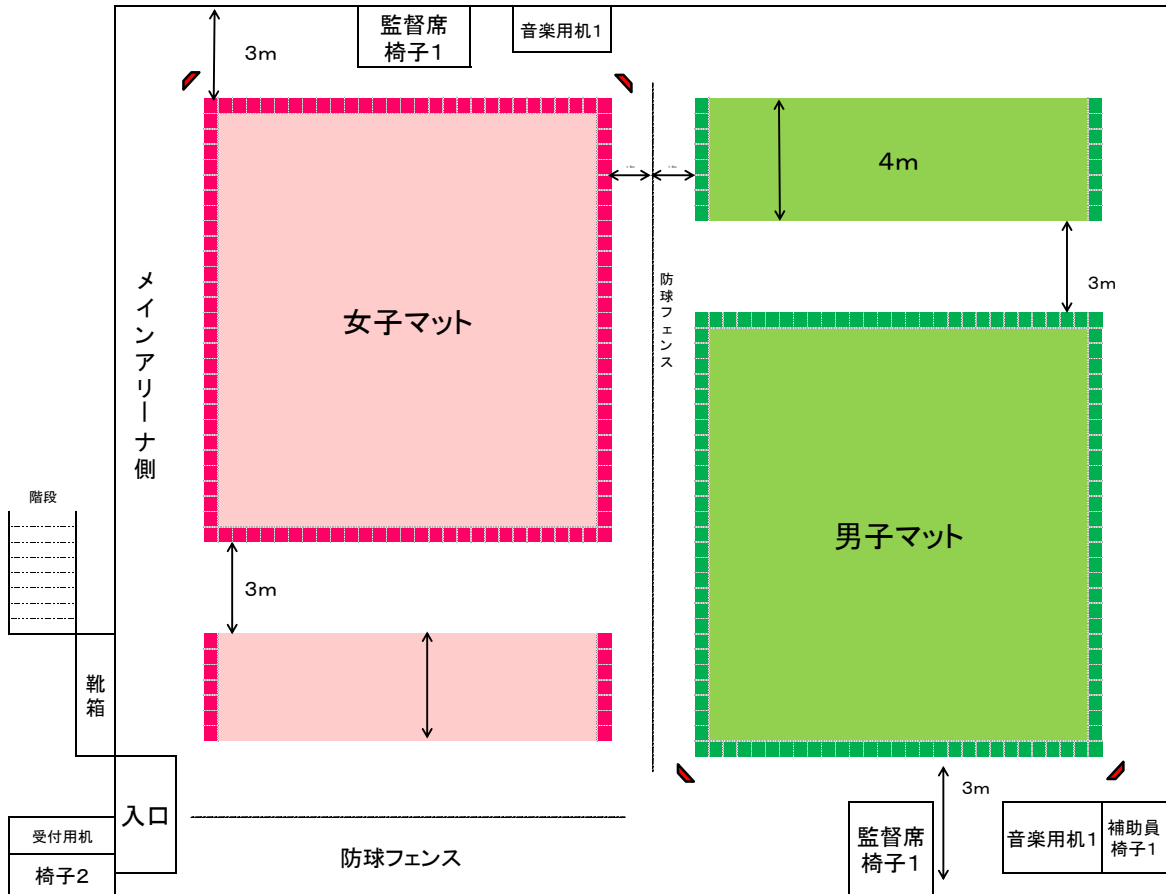 監督席
椅子１
音楽用机１
3m
4m
メインアリーナ側
女子マット
防球フェンス
3m
階段
男子マット
3m
靴箱
3m
入口
受付用机
椅子２
防球フェンス
監督席
椅子１
音楽用机１
補助員
椅子１